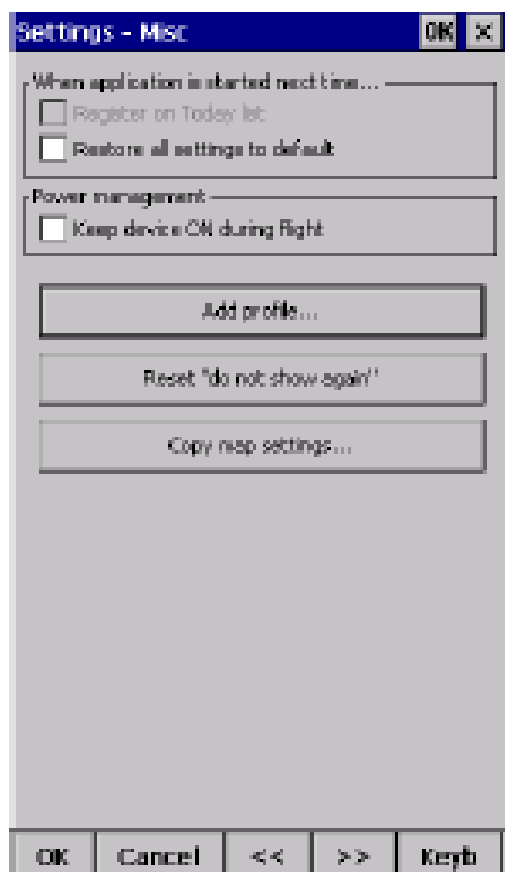 Settings - Misc OK ×
When application is started next time...
Register on Today list
Restore all settings to default
Power management
Keep device ON during flight
Add profile...
Reset "do not show again"
Copy map settings...
OK Cancel << >> Keyb